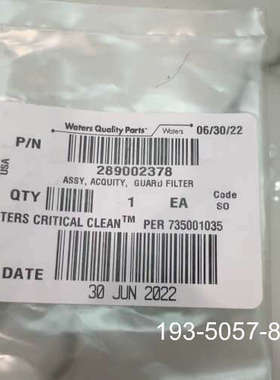 Waters Quality Parts™ Waters 06/30/22
P/N
289002378
USA
ASSY, ACQUITY, GUARD FILTER
QTY 1 EA Code SO
TERS CRITICAL CLEAN™ PER 735001035
DATE
30 JUN 2022
193-5057-8